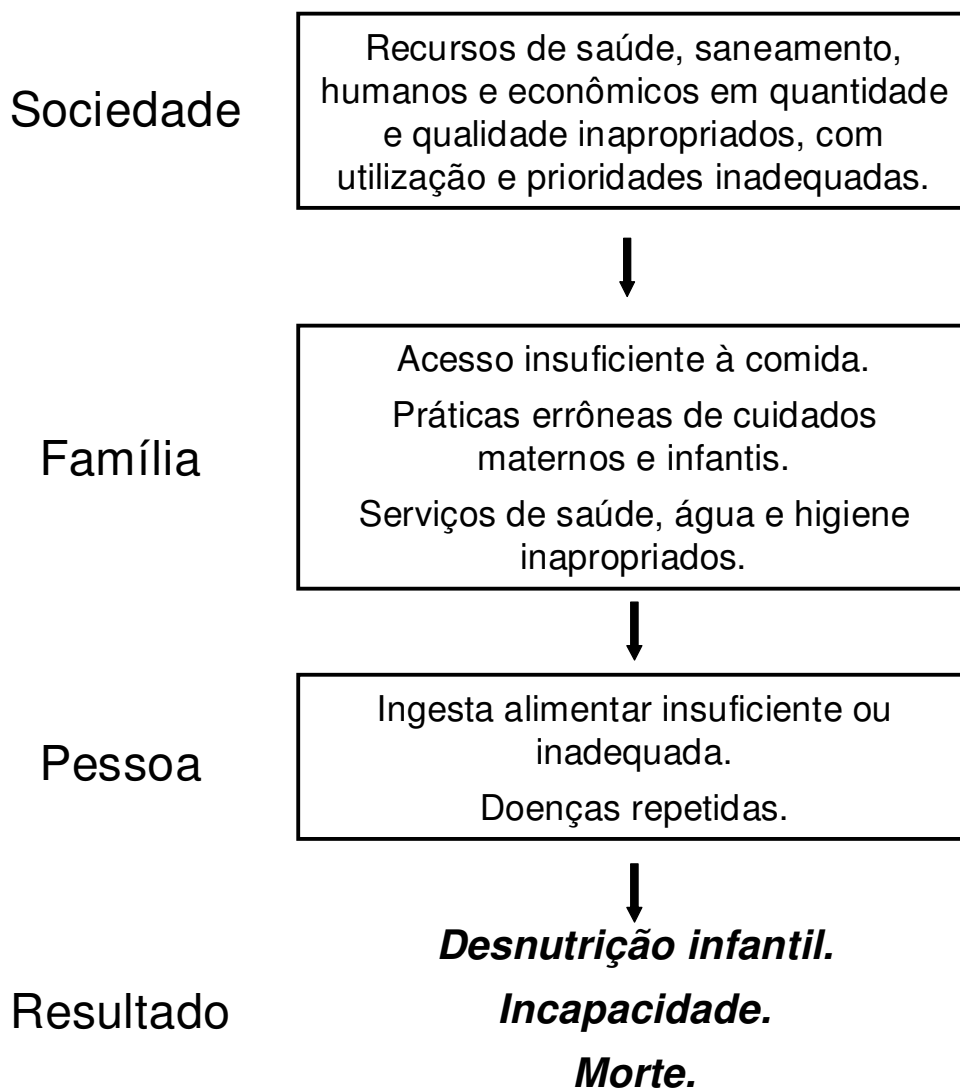 Sociedade
Recursos de saúde, saneamento,
humanos e econômicos em quantidade
e qualidade inapropriados, com
utilização e prioridades inadequadas.
Família
Acesso insuficiente à comida.
Práticas errôneas de cuidados
maternos e infantis.
Serviços de saúde, água e higiene
inapropriados.
Pessoa
Ingesta alimentar insuficiente ou
inadequada.
Doenças repetidas.
Resultado
Desnutrição infantil.
Incapacidade.
Morte.